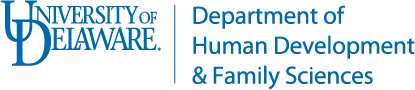 UNIVERSITY OF
DELAWARE.
Department of
Human Development
& Family Sciences